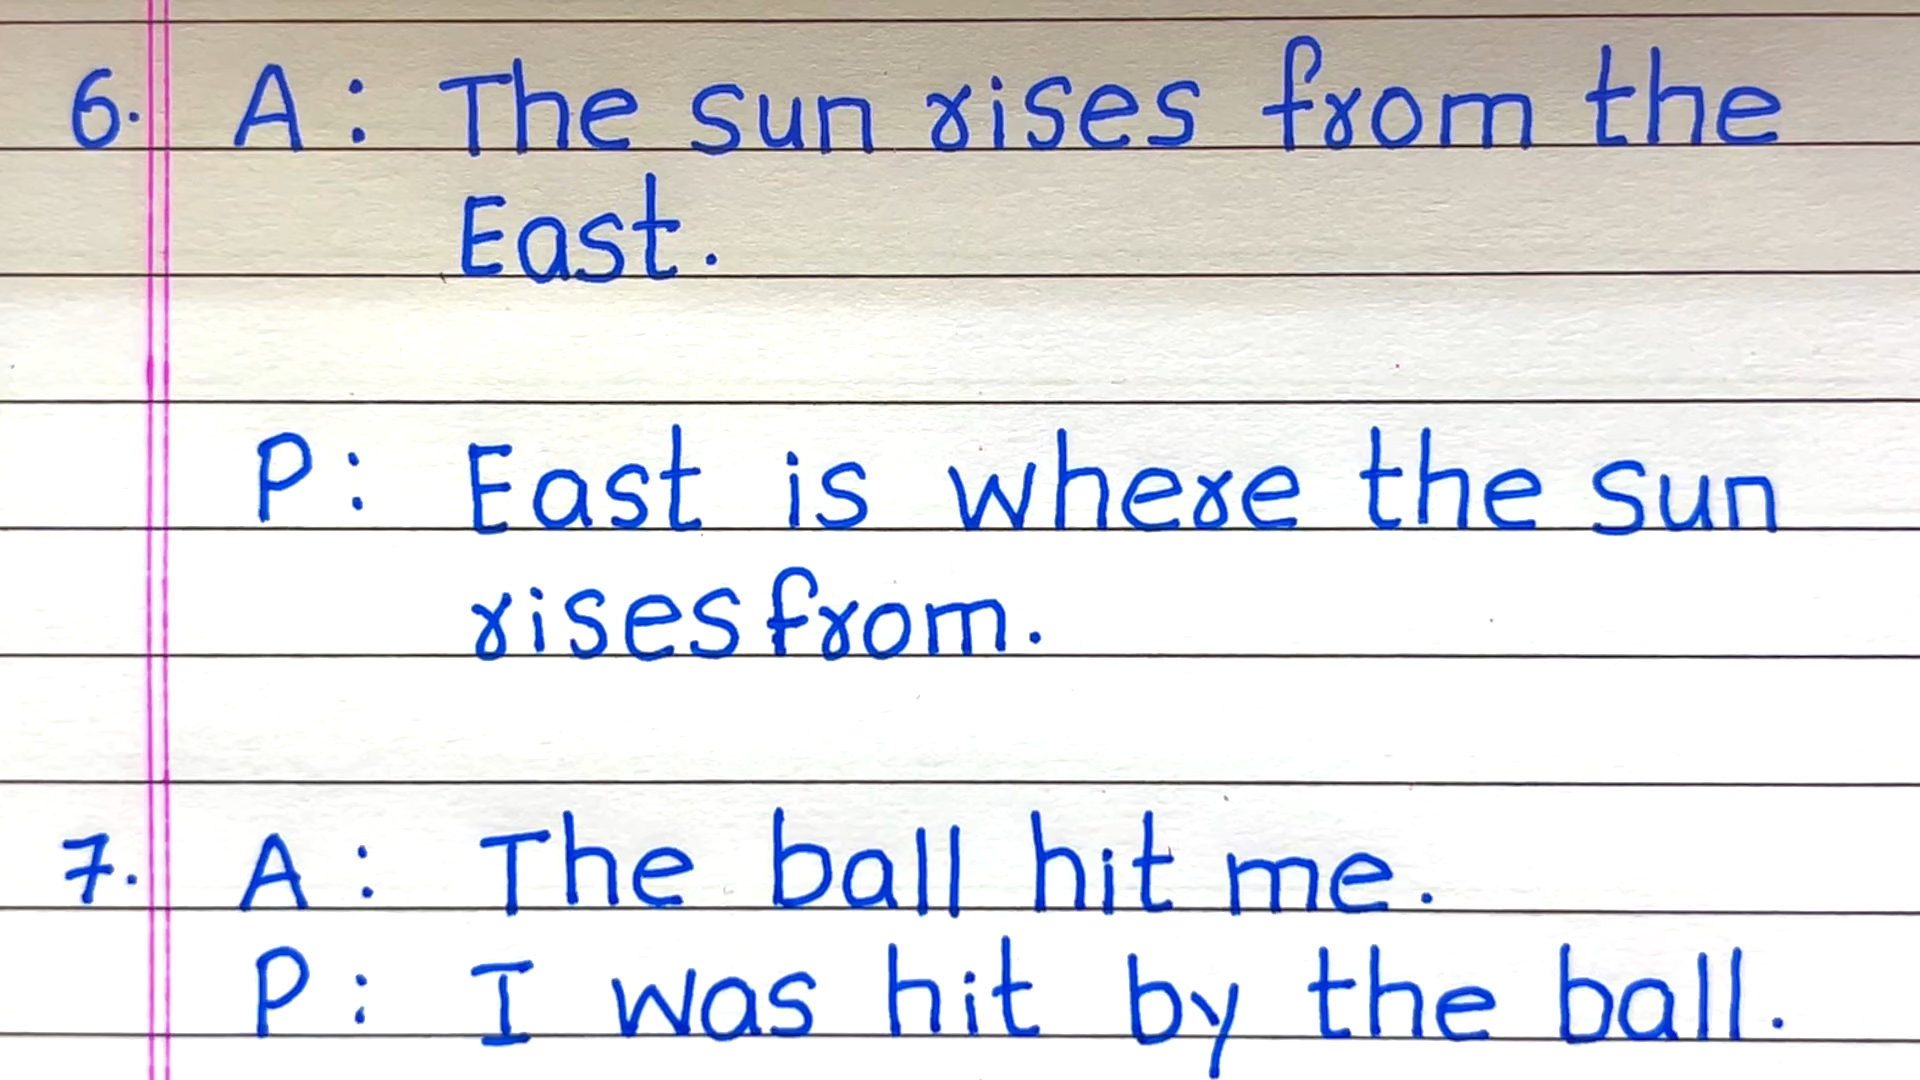 6. A : The sun rises from the
East.
P : East is where the sun
rises from.
7. A : The ball hit me.
P : I was hit by the ball.